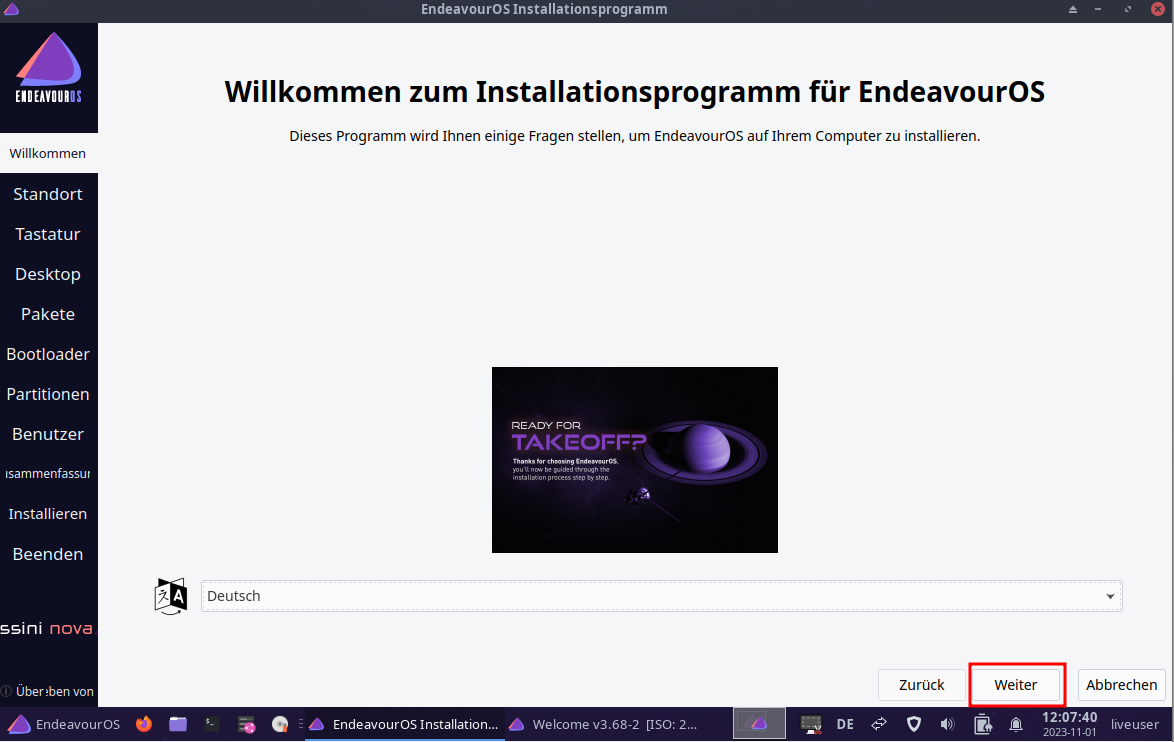 EndeavourOS Installationsprogramm
ENDEAVOUROS
Willkommen zum Installationsprogramm für EndeavourOS
Dieses Programm wird Ihnen einige Fragen stellen, um EndeavourOS auf Ihrem Computer zu installieren.
Willkommen
Standort
Tastatur
Desktop
Pakete
Bootloader
Partitionen
Benutzer
usammenfassur
Installieren
Beenden
ssini nova
Über
ben von
READY FOR
TAKEOFF?
Thanks for choosing EndeavourOS,
you'll now be guided through the
installation process step by step.
Deutsch
Zurück
Weiter
Abbrechen
EndeavourOS
EndeavourOS Installation...
Welcome v3.68-2 [ISO: 2...
DE
12:07:40
2023-11-01
liveuser